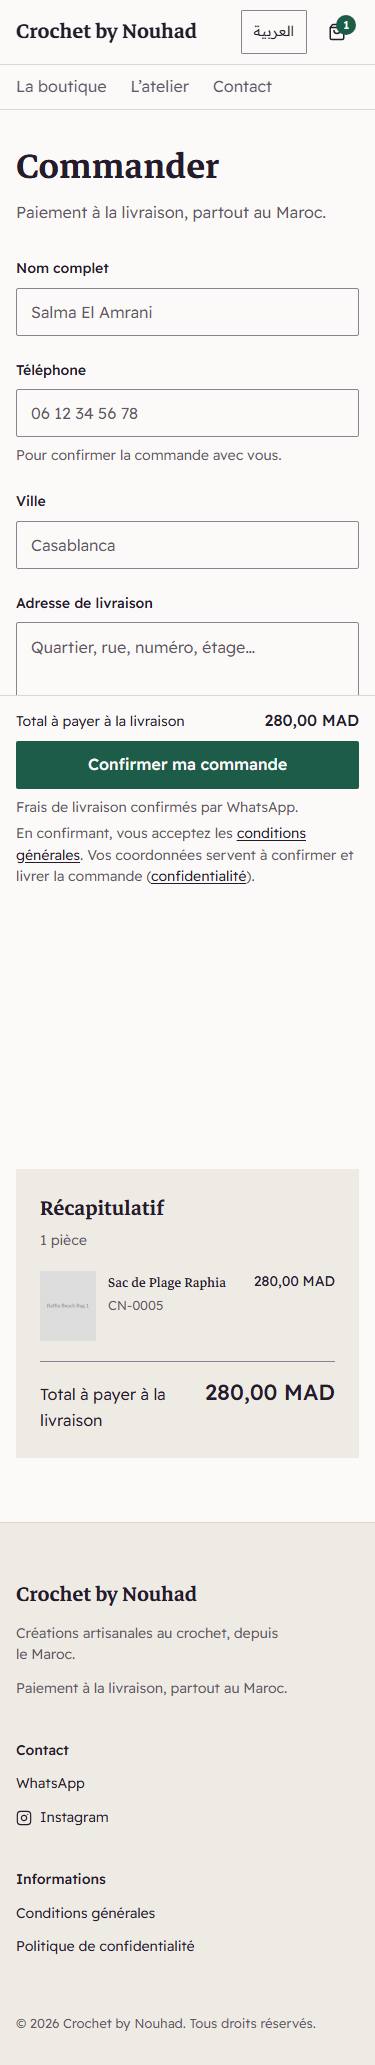 Crochet by Nouhad
العربية
1
La boutique
L’atelier
Contact
Commander
Paiement à la livraison, partout au Maroc.
Nom complet
Salma El Amrani
Téléphone
06 12 34 56 78
Pour confirmer la commande avec vous.
Ville
Casablanca
Adresse de livraison
Quartier, rue, numéro, étage…
Total à payer à la livraison
280,00 MAD
Confirmer ma commande
Frais de livraison confirmés par WhatsApp.
En confirmant, vous acceptez les conditions
générales. Vos coordonnées servent à confirmer et
livrer la commande (confidentialité).
Récapitulatif
1 pièce
Raffia Beach Bag 1
Sac de Plage Raphia
280,00 MAD
CN-0005
Total à payer à la
livraison
280,00 MAD
Crochet by Nouhad
Créations artisanales au crochet, depuis
le Maroc.
Paiement à la livraison, partout au Maroc.
Contact
WhatsApp
Instagram
Informations
Conditions générales
Politique de confidentialité
© 2026 Crochet by Nouhad. Tous droits réservés.